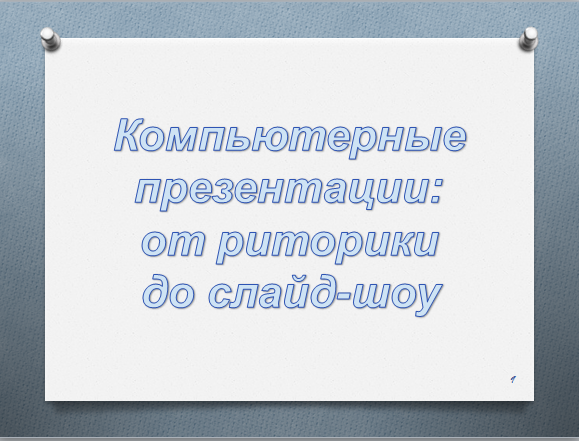 Компьютерные
презентации:
от риторики
до слайд-шоу
1